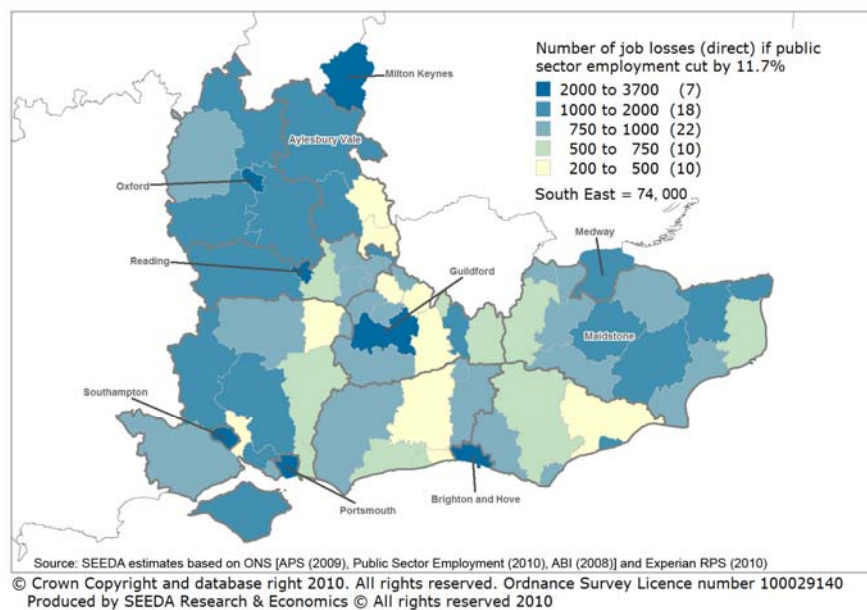 Number of job losses (direct) if public
sector employment cut by 11.7%
2000 to 3700 (7)
1000 to 2000 (18)
750 to 1000 (22)
500 to 750 (10)
200 to 500 (10)
South East = 74, 000
Milton Keynes
Aylesbury Vale
Oxford
Reading
Guildford
Medway
Maidstone
Southampton
Portsmouth
Brighton and Hove
Source: SEEDA estimates based on ONS [APS (2009), Public Sector Employment (2010), ABI (2008)] and Experian RPS (2010)
© Crown Copyright and database right 2010. All rights reserved. Ordnance Survey Licence number 100029140
Produced by SEEDA Research & Economics © All rights reserved 2010